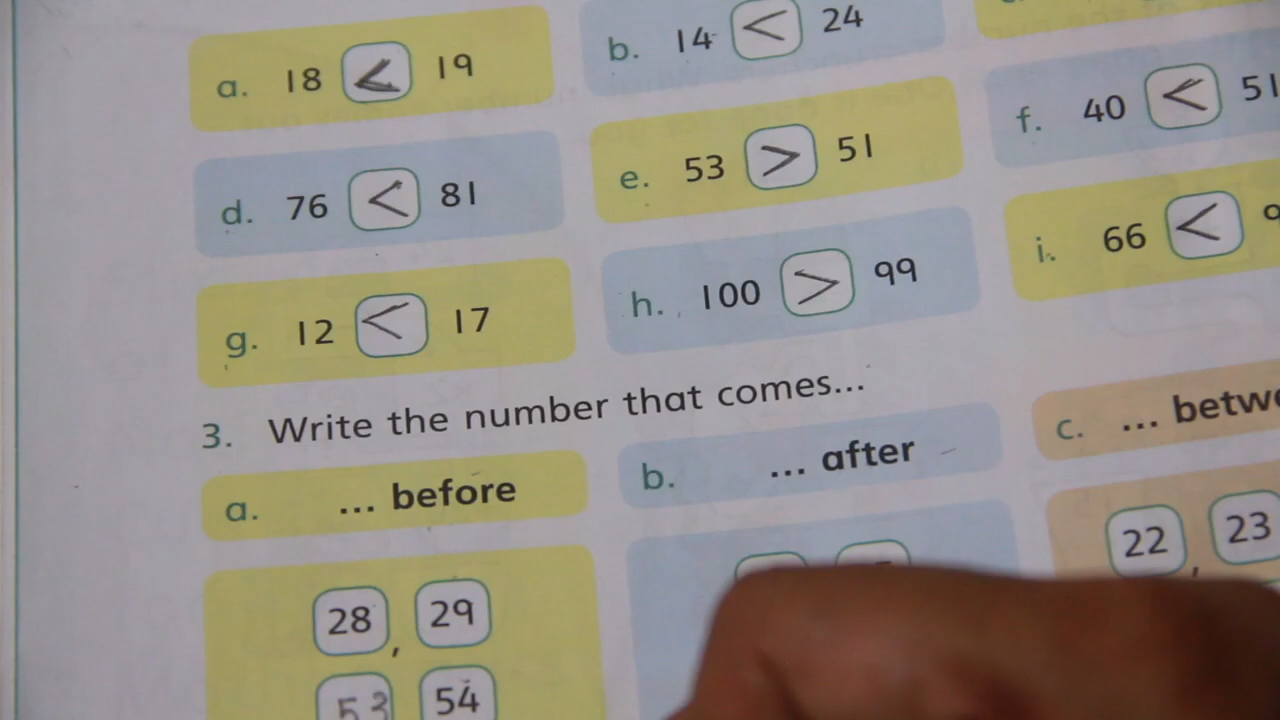 a. 18 < 19
b. 14 < 24
d. 76 < 81
e. 53 > 51
f. 40 < 51
g. 12 < 17
h. 100 > 99
i. 66 <
3. Write the number that comes...
a. ... before
b. ... after
c. ...
28 , 29
22 , 23
53 54